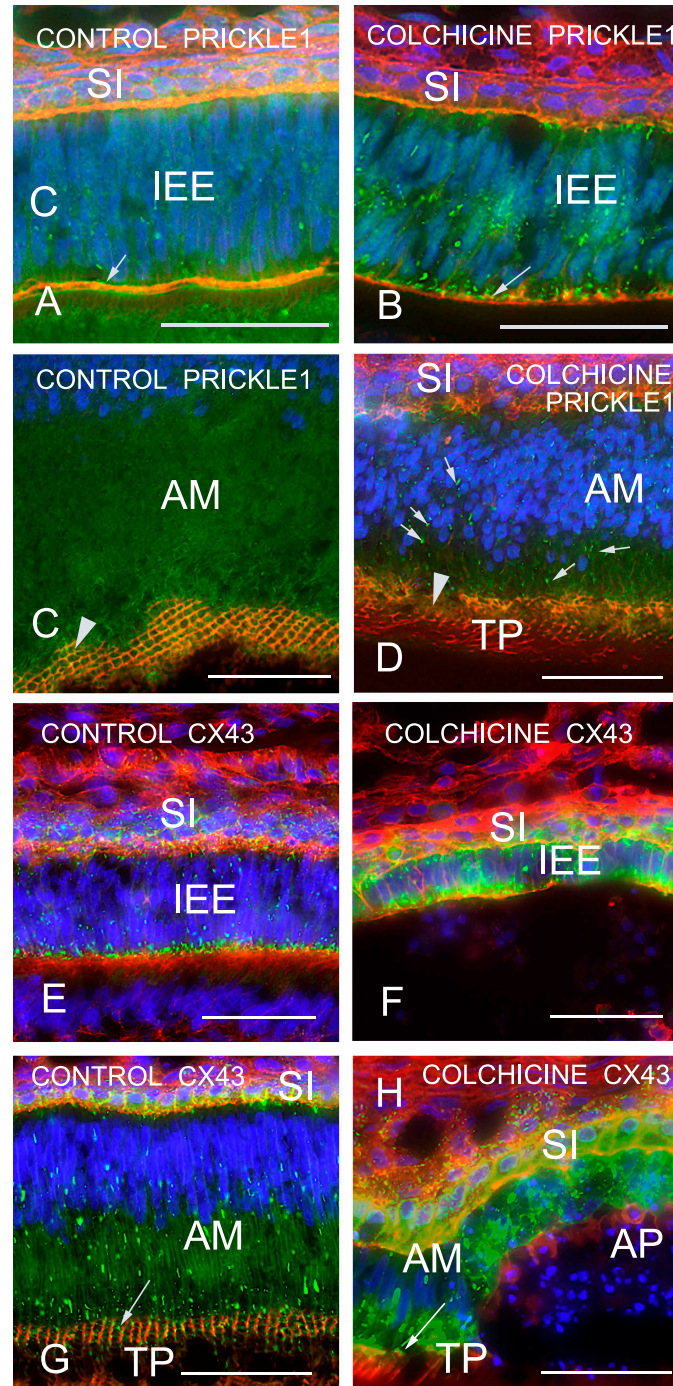 CONTROL PRICKLE1
SI
IEE
C
A
COLCHICINE PRICKLE1
SI
IEE
B
CONTROL PRICKLE1
AM
C
SI
COLCHICINE
PRICKLE1
AM
TP
D
CONTROL CX43
SI
IEE
E
COLCHICINE CX43
SI
IEE
F
CONTROL CX43
SI
AM
G
TP
H
COLCHICINE CX43
SI
AM
AP
TP